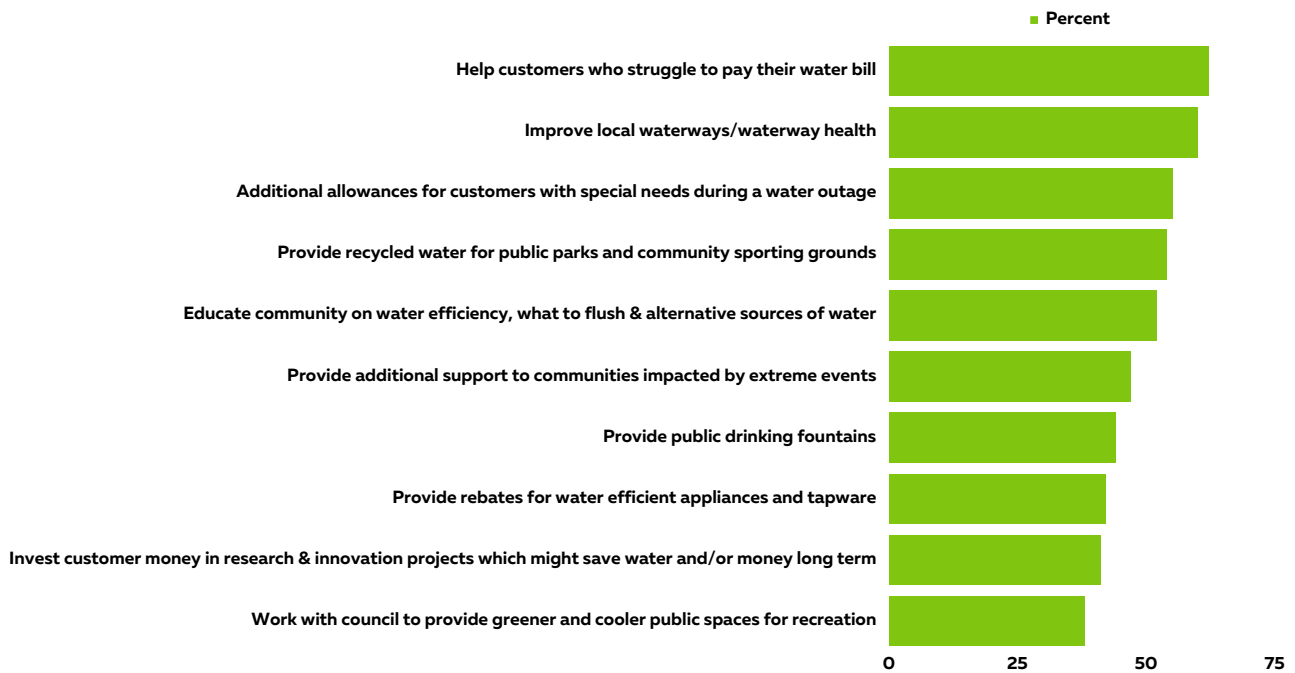 Percent
Help customers who struggle to pay their water bill
Improve local waterways/waterway health
Additional allowances for customers with special needs during a water outage
Provide recycled water for public parks and community sporting grounds
Educate community on water efficiency, what to flush & alternative sources of water
Provide additional support to communities impacted by extreme events
Provide public drinking fountains
Provide rebates for water efficient appliances and tapware
Invest customer money in research & innovation projects which might save water and/or money long term
Work with council to provide greener and cooler public spaces for recreation
0 25 50 75